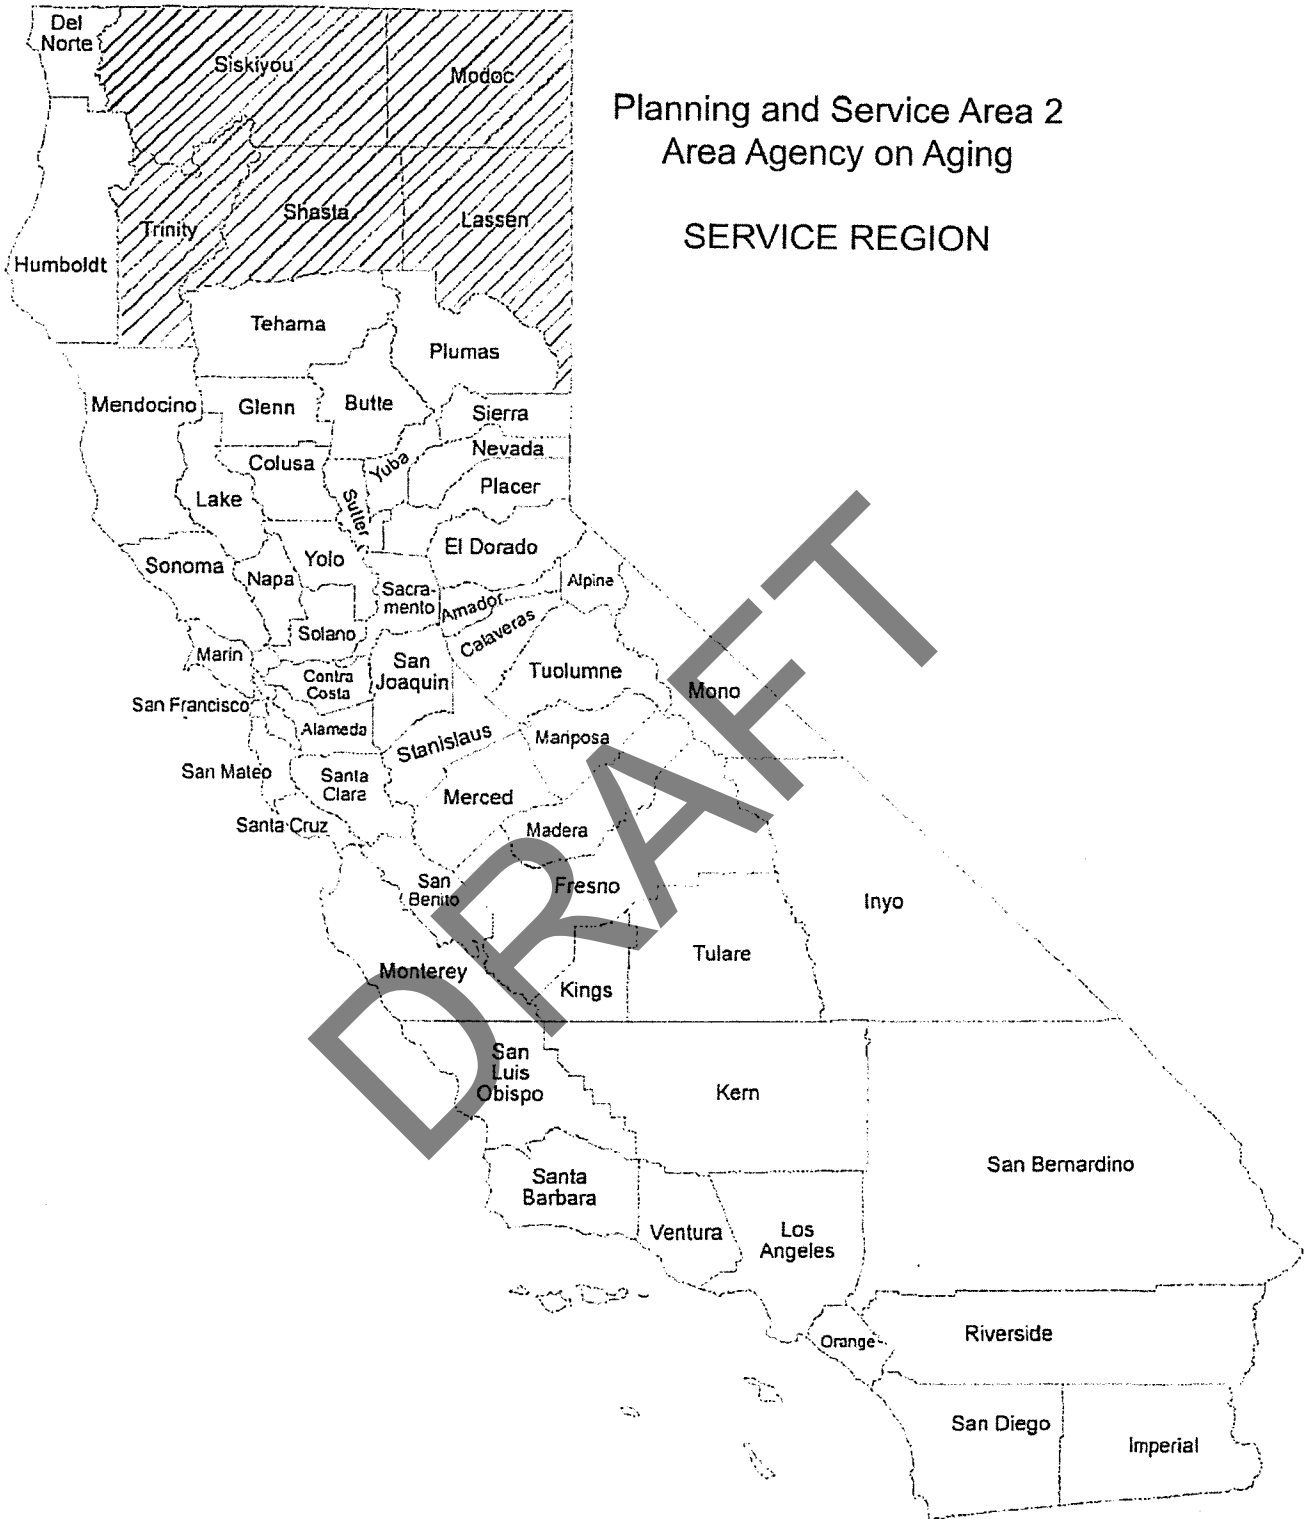 Del
Norte
Siskiyou
Modoc
Planning and Service Area 2
Area Agency on Aging
SERVICE REGION
Trinity
Shasta
Lassen
Humboldt
Tehama
Plumas
Mendocino
Glenn
Butte
Sierra
Nevada
Colusa
Yuba
Placer
Lake
Sutter
El Dorado
Sonoma
Napa
Yolo
Sacra-
mento
Amador
Alpine
Calaveras
Solano
Marin
Contra
Costa
San
Joaquin
Tuolumne
Mono
San Francisco
Alameda
Stanislaus
Mariposa
San Mateo
Santa
Clara
Merced
Santa Cruz
Madera
San
Benito
Fresno
Inyo
Tulare
Monterey
Kings
San
Luis
Obispo
Kern
San Bernardino
Santa
Barbara
Ventura
Los
Angeles
Orange
Riverside
San Diego
Imperial
DRAFT